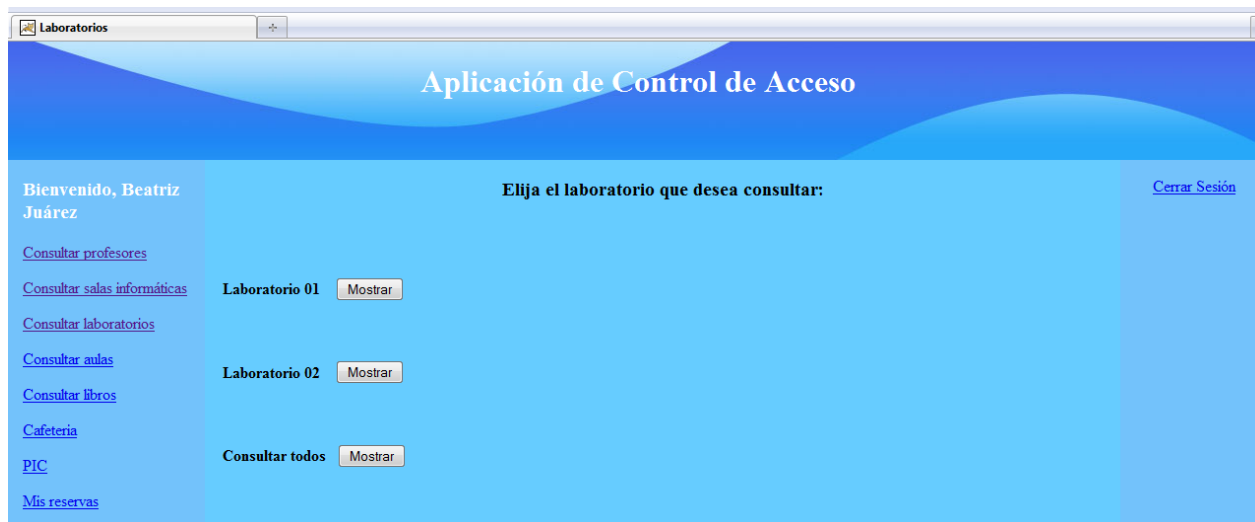 Laboratorios
Aplicación de Control de Acceso
Bienvenido, Beatriz
Juárez
Consultar profesores
Consultar salas informáticas
Consultar laboratorios
Consultar aulas
Consultar libros
Cafeteria
PIC
Mis reservas
Elija el laboratorio que desea consultar:
Laboratorio 01 Mostrar
Laboratorio 02 Mostrar
Consultar todos Mostrar
Cerrar Sesión